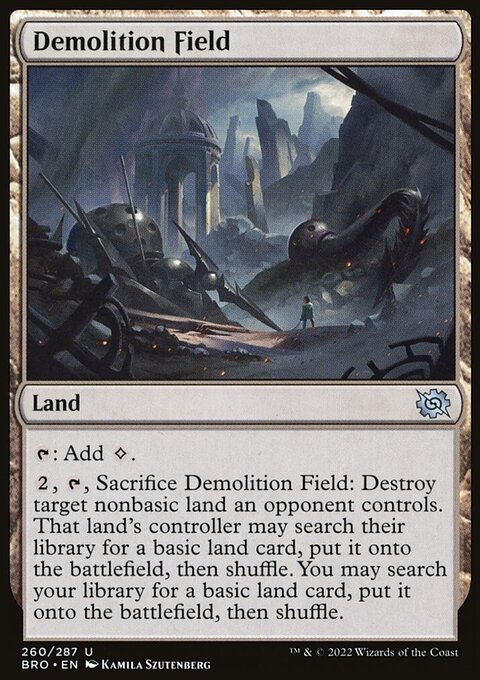 Demolition Field
Land
: Add .
2, , Sacrifice Demolition Field: Destroy
target nonbasic land an opponent controls.
That land's controller may search their
library for a basic land card, put it onto
the battlefield, then shuffle. You may search
your library for a basic land card, put it
onto the battlefield, then shuffle.
260/287 U
BRO • EN Kamila Szutenberg
™ & © 2022 Wizards of the Coast